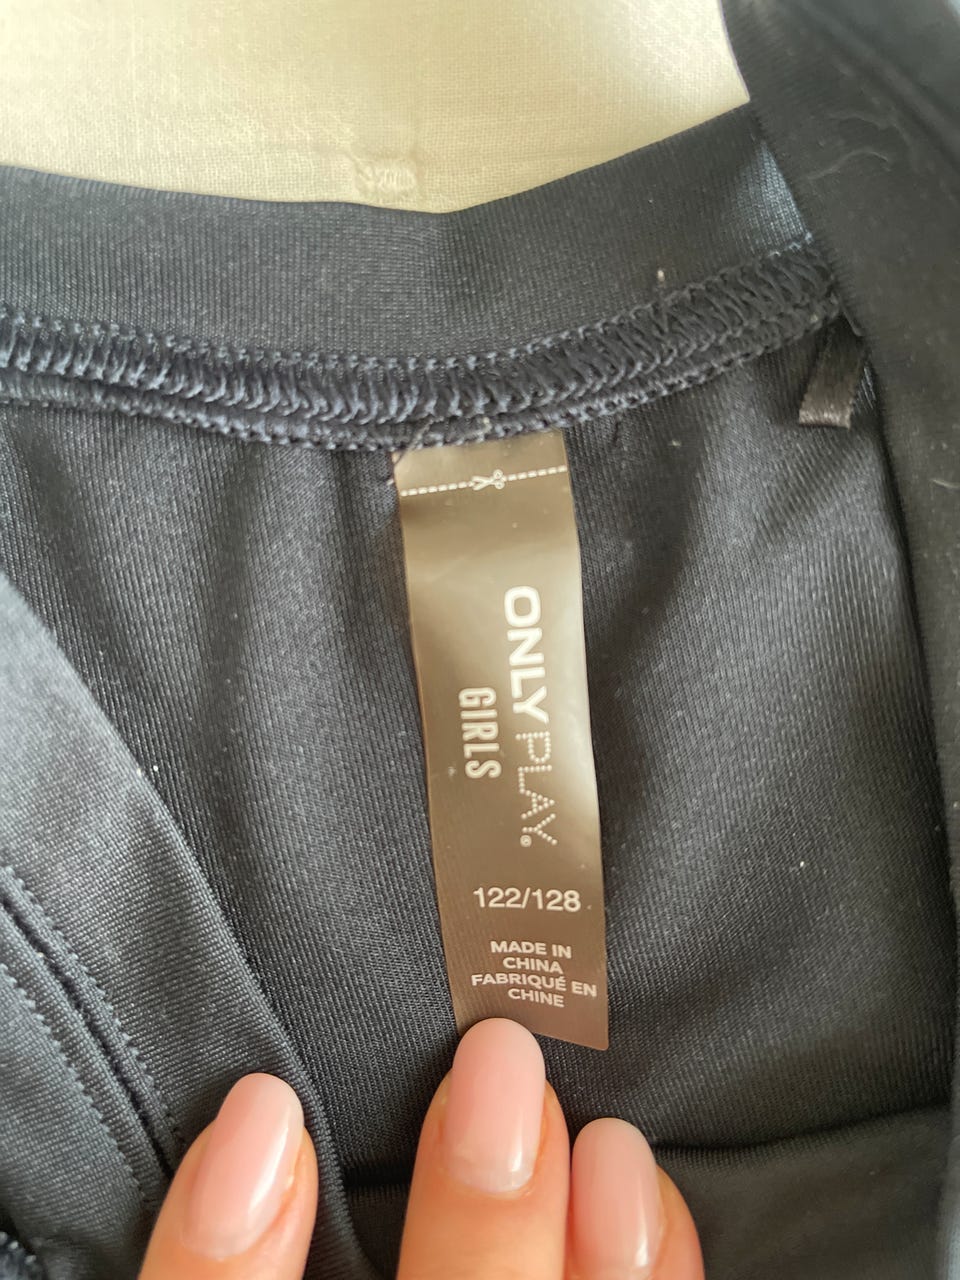 ONLY PLAY®
GIRLS
122/128
MADE IN
CHINA
FABRIQUÉ EN
CHINE